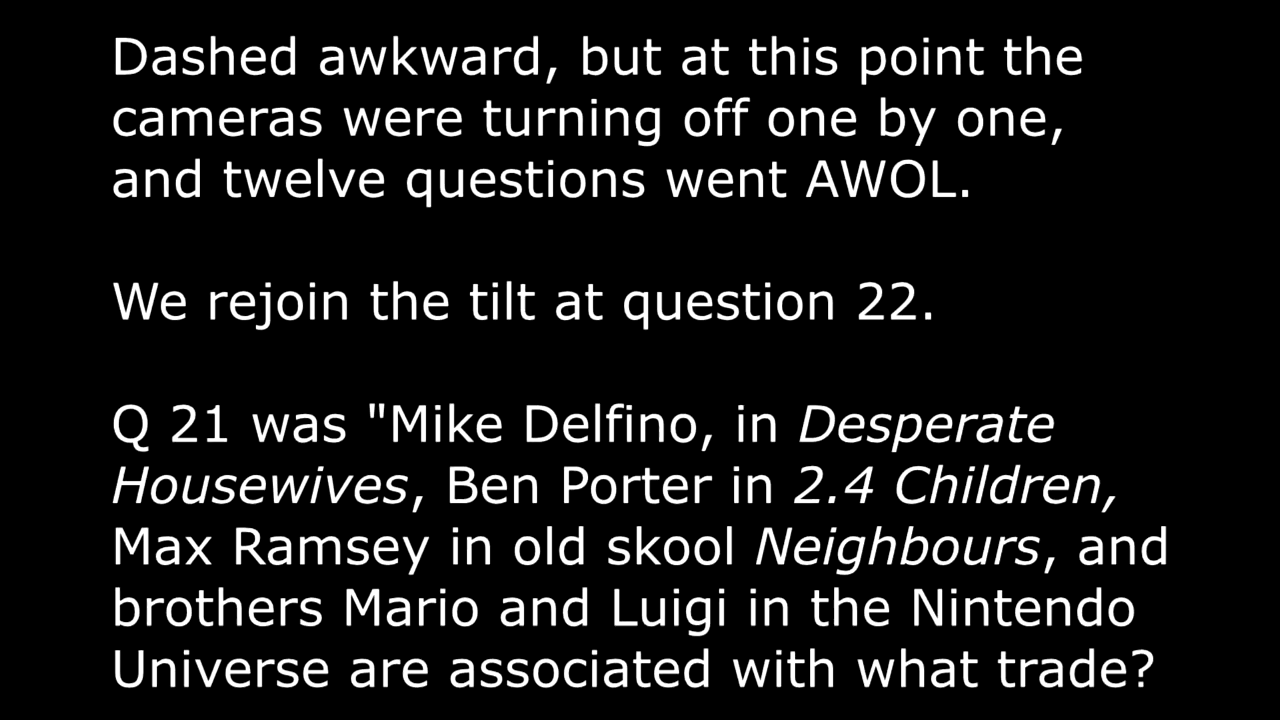 Dashed awkward, but at this point the
cameras were turning off one by one,
and twelve questions went AWOL.
We rejoin the tilt at question 22.
Q 21 was "Mike Delfino, in Desperate
Housewives, Ben Porter in 2.4 Children,
Max Ramsey in old skool Neighbours, and
brothers Mario and Luigi in the Nintendo
Universe are associated with what trade?